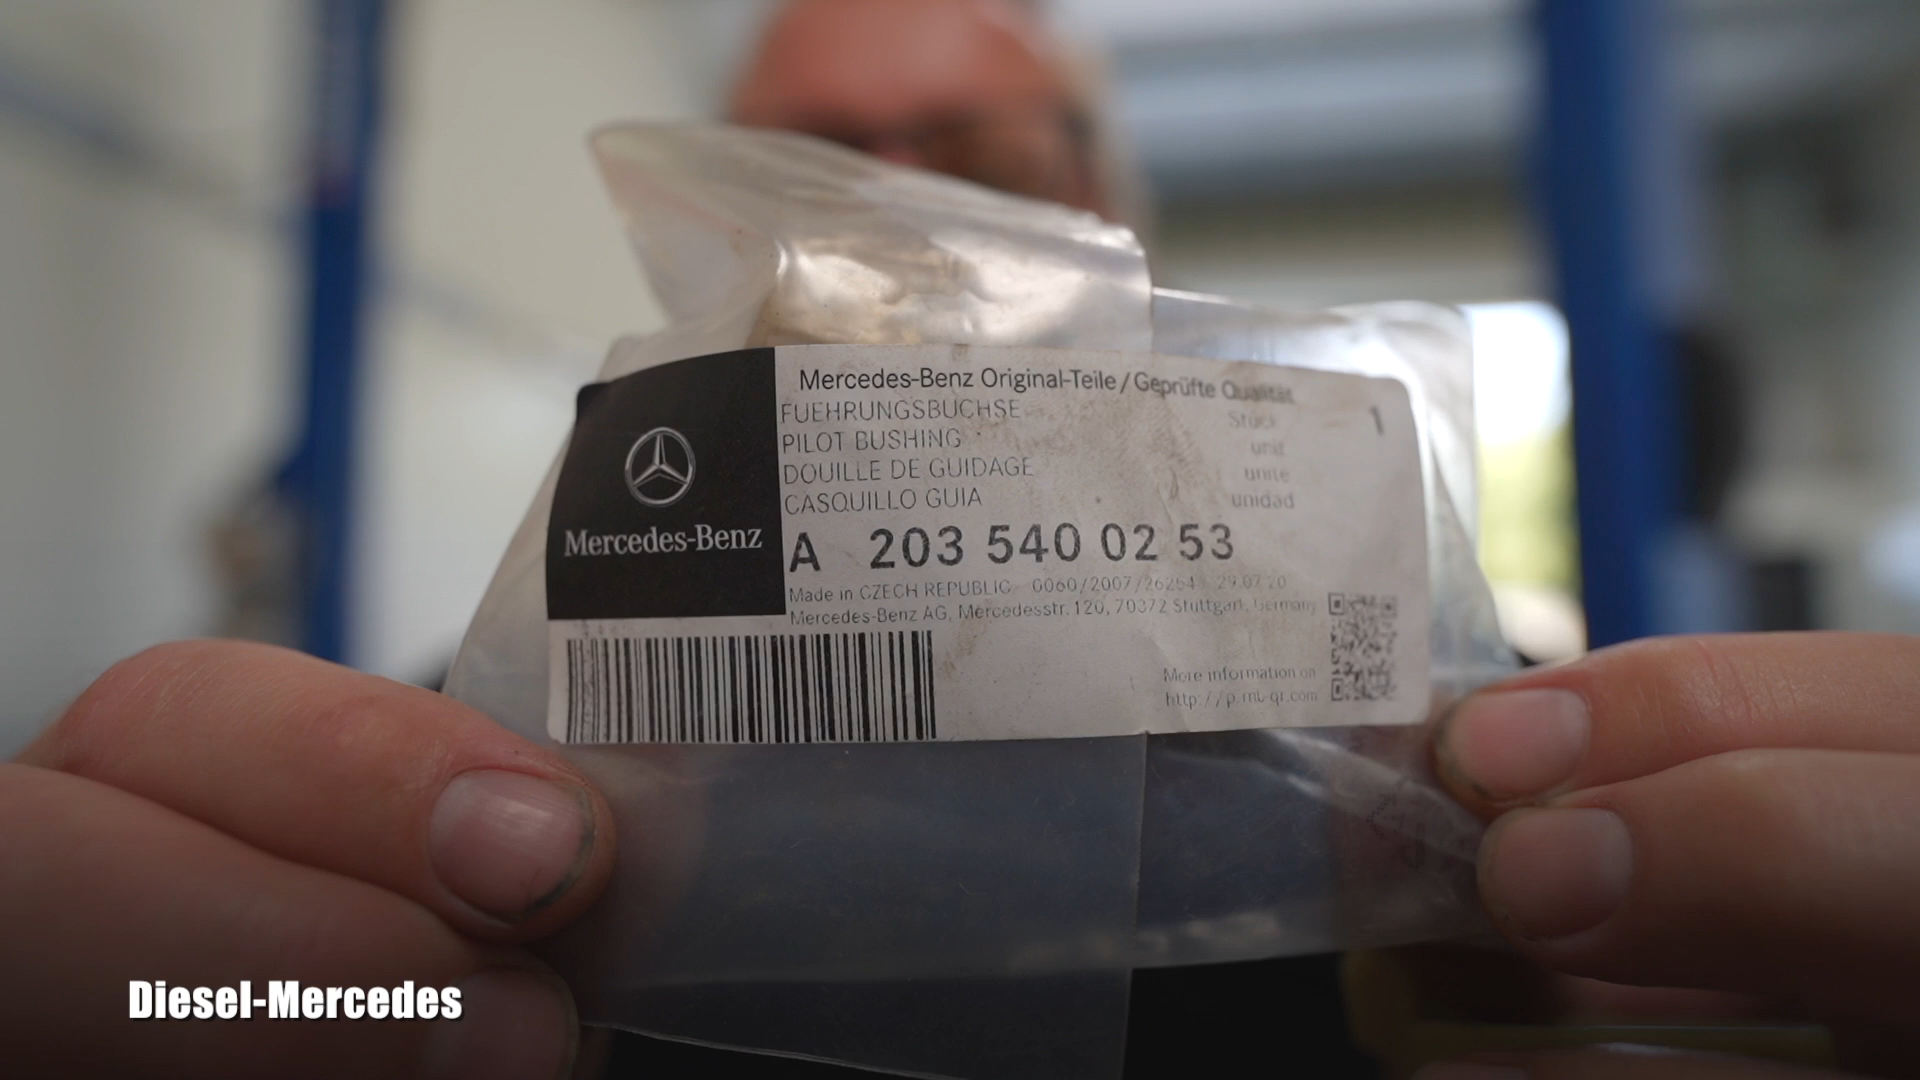 Mercedes-Benz Original-Teile / Geprüfte Qualität
FUEHRUNGSBUCHSE Stück 1
PILOT BUSHING unit
DOUILLE DE GUIDAGE unite
CASQUILLO GUIA unidad
Mercedes-Benz
A 203 540 02 53
Made in CZECH REPUBLIC 0060/2007/26254 29.07.20
Mercedes-Benz AG, Mercedesstr. 120, 70372 Stuttgart, Germany
More information on
http://p.mb-qr.com
Diesel-Mercedes